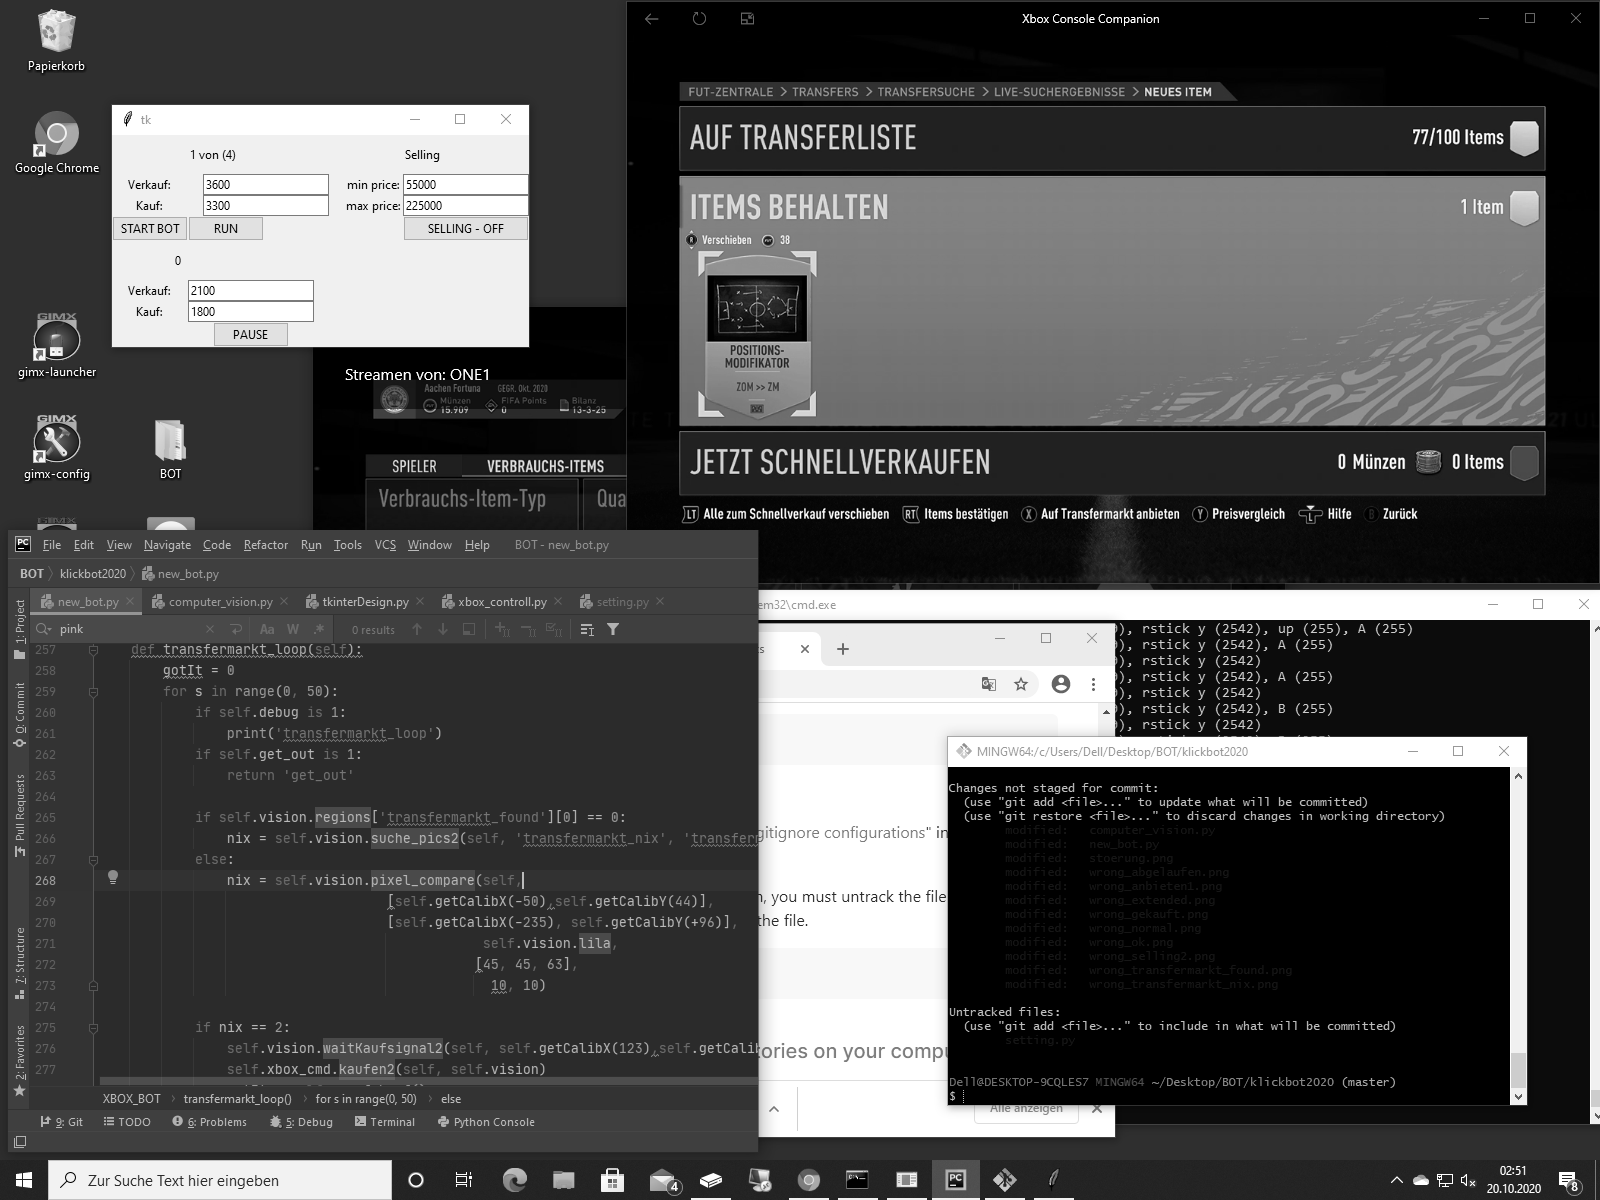 Papierkorb
Google Chrome
gimx-launcher
gimx-config
BOT
tk
1 von (4)
Selling
Verkauf: 3600
min price: 55000
Kauf: 3300
max price: 225000
START BOT
RUN
SELLING - OFF
0
Verkauf: 2100
Kauf: 1800
PAUSE
Streamen von: ONE1
Aachen Fortuna GEGR. Okt. 2020
Münzen
15.909
FIFA Points
0
Bilanz
13-3-25
SPIELER VERBRAUCHS-ITEMS
Verbrauchs-Item-Typ
Qua
Xbox Console Companion
FUT-ZENTRALE > TRANSFERS > TRANSFERSUCHE > LIVE-SUCHERGEBNISSE > NEUES ITEM
AUF TRANSFERLISTE
77/100 Items
ITEMS BEHALTEN
1 Item
R Verschieben
38
POSITIONS-
MODIFIKATOR
ZOM >> ZM
JETZT SCHNELLVERKAUFEN
0 Münzen
0 Items
LT Alle zum Schnellverkauf verschieben RT Items bestätigen X Auf Transfermarkt anbieten Y Preisvergleich L Hilfe B Zurück
PC File Edit View Navigate Code Refactor Run Tools VCS Window Help BOT - new_bot.py
BOT klickbot2020 new_bot.py
new_bot.py computer_vision.py tkinterDesign.py xbox_controll.py setting.py
pink
Aa W .*
0 results
1: Project
0: Commit
Pull Requests
7: Structure
2: Favorites
257 def transfermarkt_loop(self):
258 gotIt = 0
259 for s in range(0, 50):
260 if self.debug is 1:
261 print('transfermarkt_loop')
262 if self.get_out is 1:
263 return 'get_out'
264
265 if self.vision.regions['transfermarkt_found'][0] == 0:
266 nix = self.vision.suche_pics2(self, 'transfermarkt_nix', 'transfer
267 else:
268 nix = self.vision.pixel_compare(self,
269 [self.getCalibX(-50),self.getCalibY(44)],
270 [self.getCalibX(-235), self.getCalibY(+96)],
271 self.vision.lila,
272 [45, 45, 63],
273 10, 10)
274
275 if nix == 2:
276 self.vision.waitKaufsignal2(self, self.getCalibX(123),self.getCalib
277 self.xbox_cmd.kaufen2(self, self.vision)
XBOX_BOT transfermarkt_loop() for s in range(0, 50) else
9: Git TODO 6: Problems 5: Debug Terminal Python Console
em32\cmd.exe
), rstick y (2542), up (255), A (255)
), rstick y (2542), A (255)
), rstick y (2542)
), rstick y (2542), A (255)
), rstick y (2542)
), rstick y (2542), B (255)
), rstick y (2542)
s
gitignore configurations" in
n, you must untrack the file
the file.
tories on your compu
Alle anzeigen
MINGW64:/c/Users/Dell/Desktop/BOT/klickbot2020
Changes not staged for commit:
(use "git add <file>..." to update what will be committed)
(use "git restore <file>..." to discard changes in working directory)
modified: computer_vision.py
modified: new_bot.py
modified: stoerung.png
modified: wrong_abgelaufen.png
modified: wrong_anbieten1.png
modified: wrong_extended.png
modified: wrong_gekauft.png
modified: wrong_normal.png
modified: wrong_ok.png
modified: wrong_selling2.png
modified: wrong_transfermarkt_found.png
modified: wrong_transfermarkt_nix.png
Untracked files:
(use "git add <file>..." to include in what will be committed)
setting.py
Dell@DESKTOP-9CQLES7 MINGW64 ~/Desktop/BOT/klickbot2020 (master)
$
Zur Suche Text hier eingeben
4
PC
02:51
20.10.2020
8